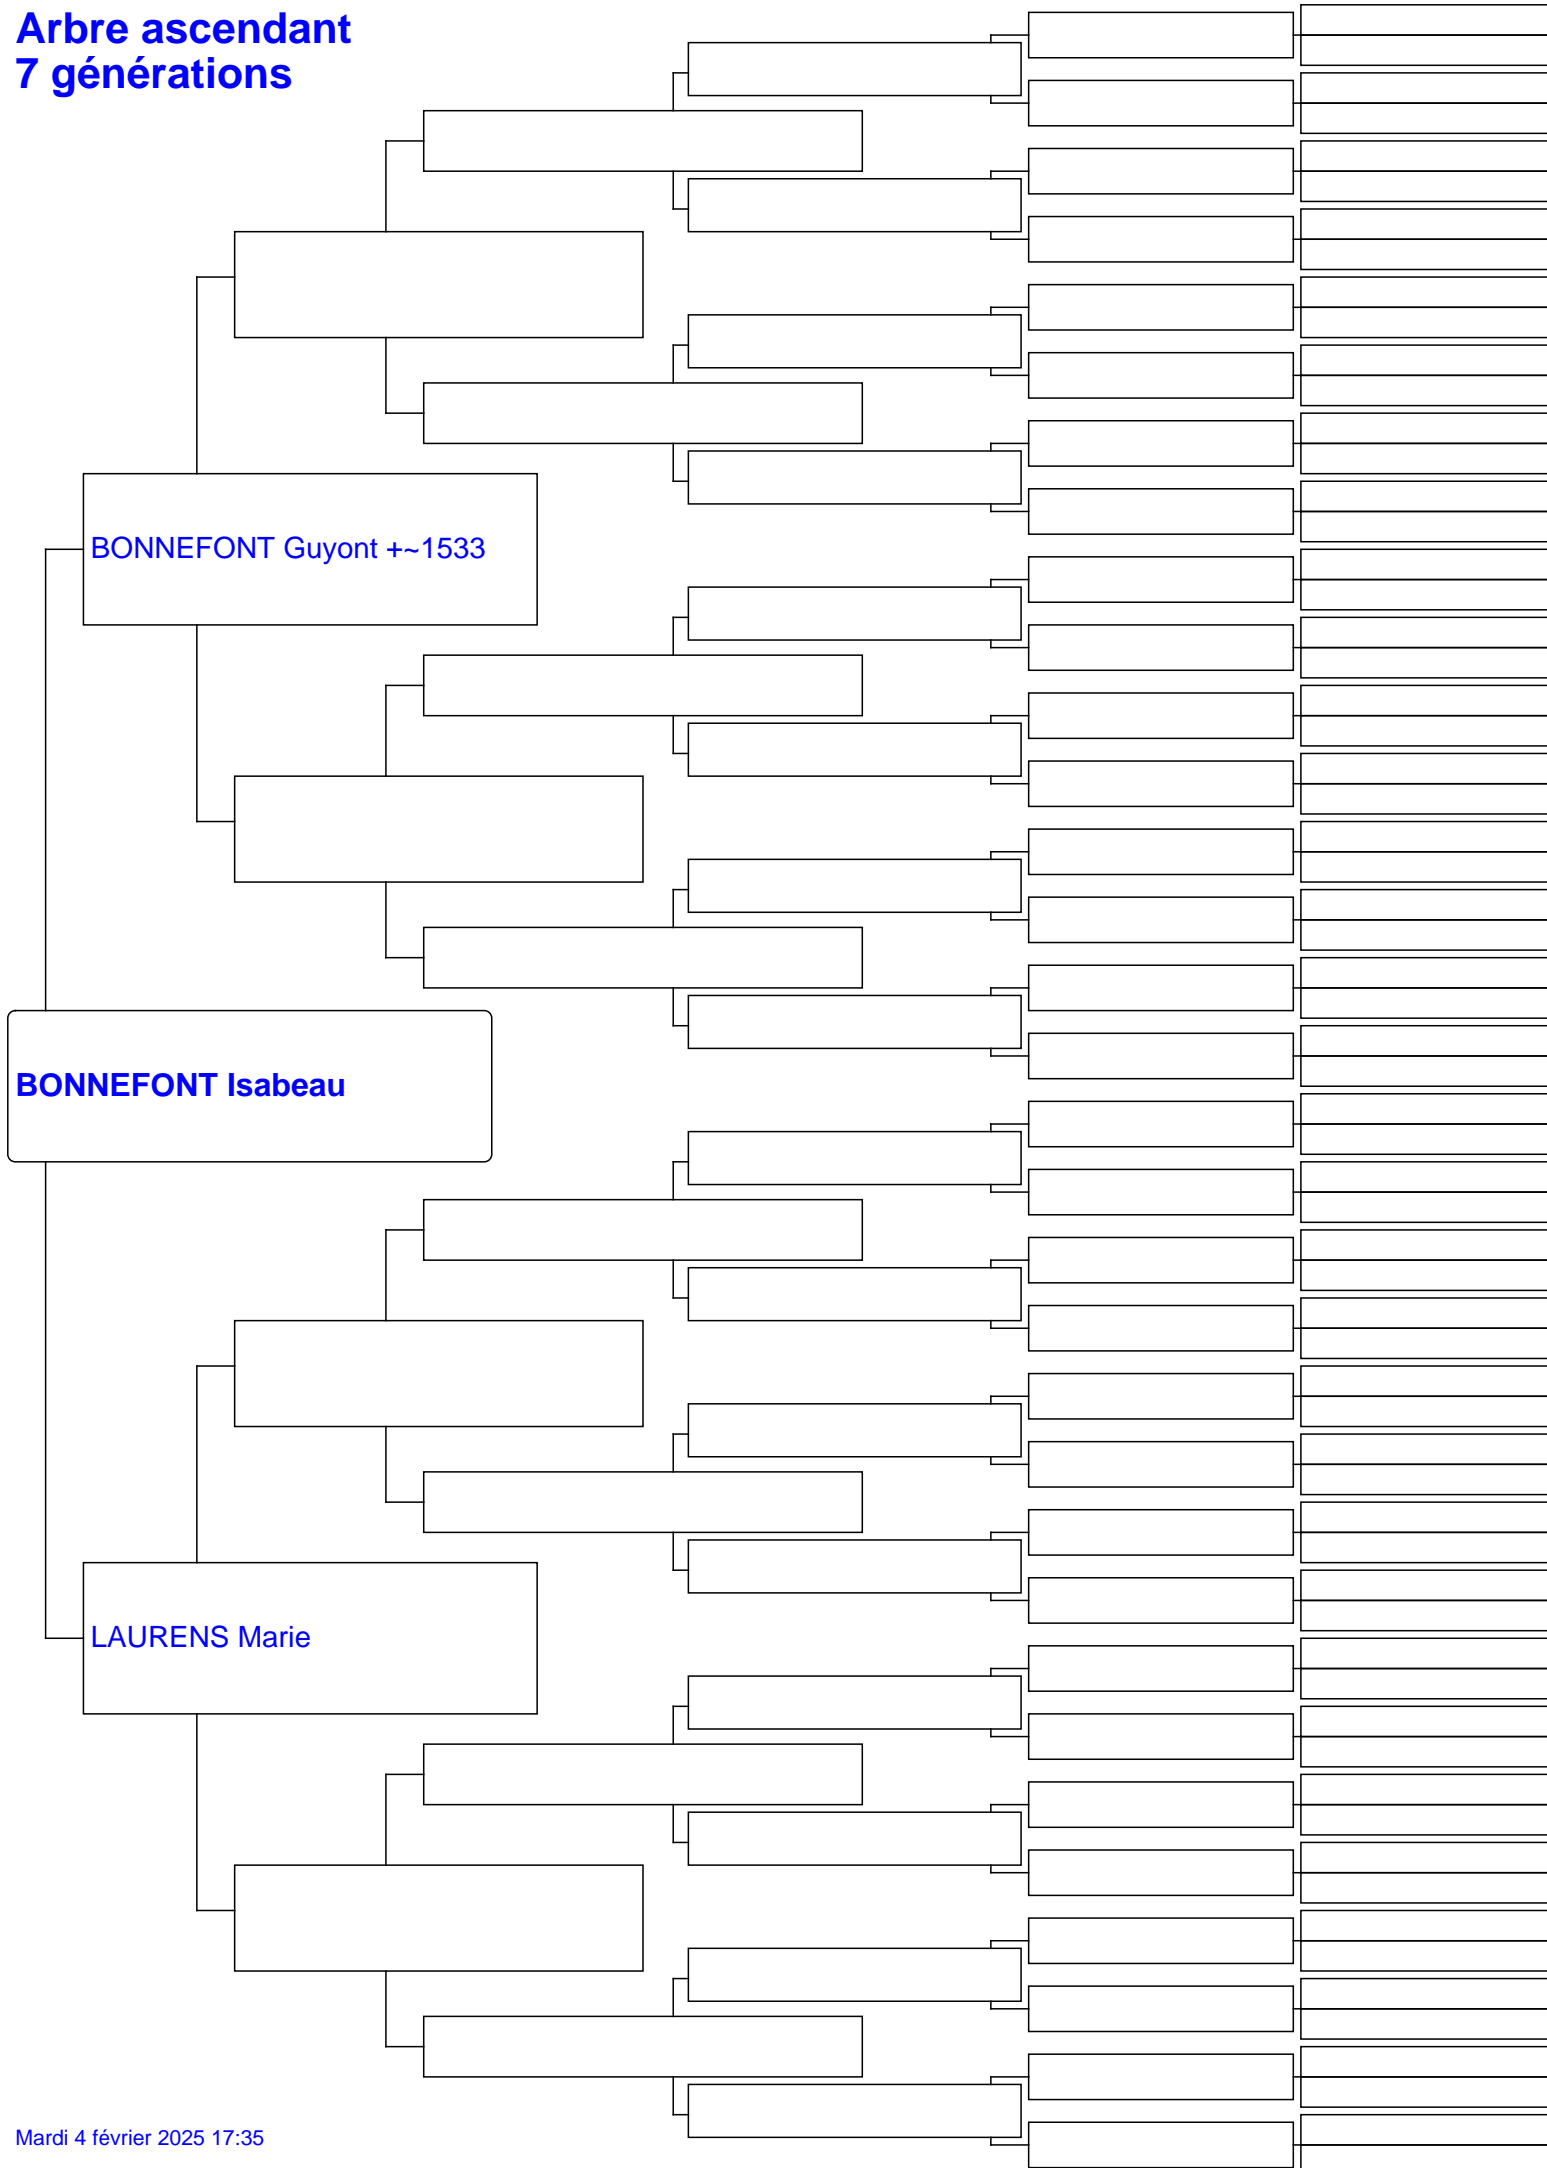 Arbre ascendant
7 générations
BONNEFONT Guyont +~1533
BONNEFONT Isabeau
LAURENS Marie
Mardi 4 février 2025 17:35